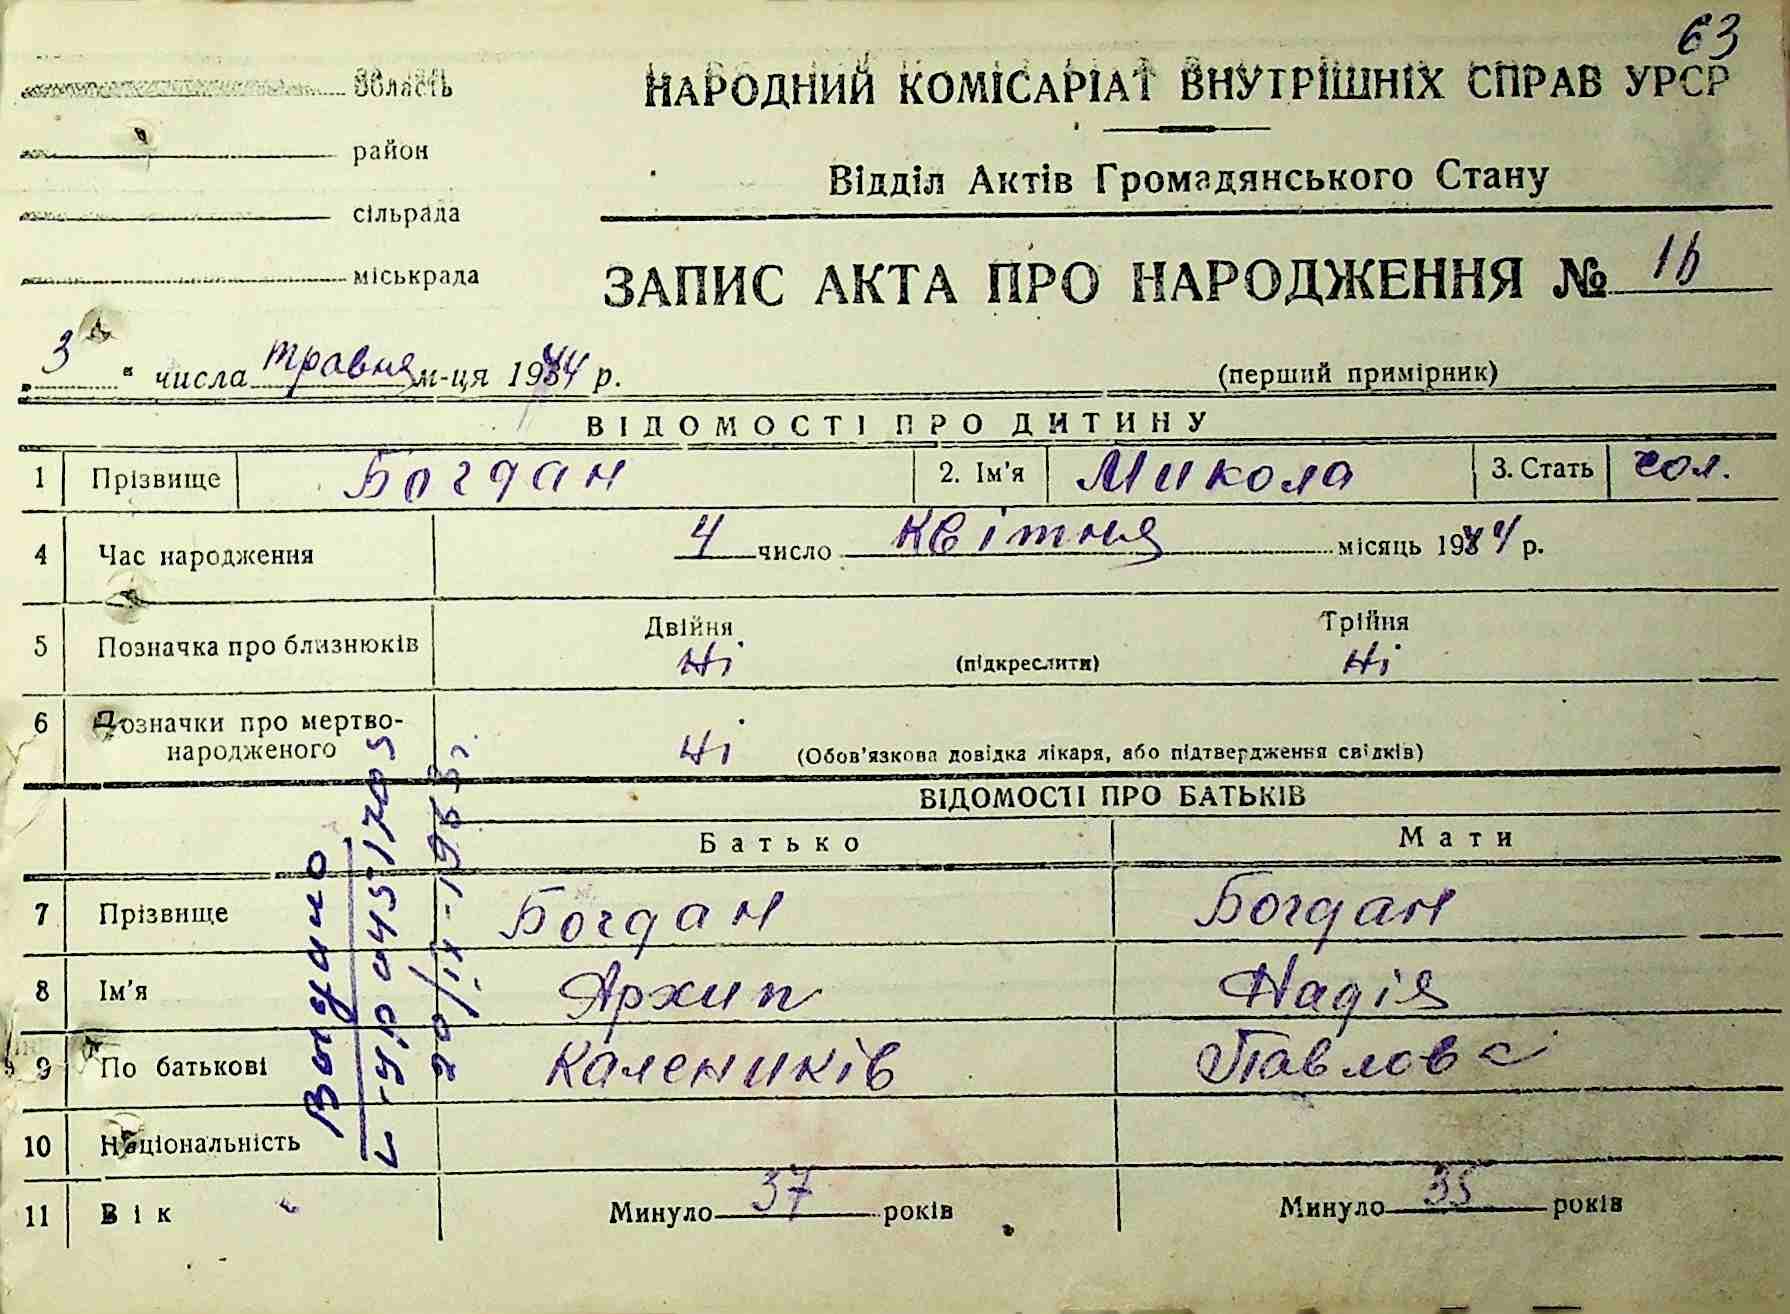 63
область
район
сільрада
міськрада
НАРОДНИЙ КОМІСАРІАТ ВНУТРІШНІХ СПРАВ УРСР
Відділ Актів Громадянського Стану
ЗАПИС АКТА ПРО НАРОДЖЕННЯ № 16
„ 3 “ числа травня м-ця 1944 р.
(перший примірник)
ВІДОМОСТІ ПРО ДИТИНУ
1 Прізвище Богдан 2. Ім'я Микола 3. Стать чол.
4 Час народження 4 число квітня місяць 1944 р.
5 Позначка про близнюків Двійня Ні (підкреслити) Трійня Ні
6 Позначки про мертво-
народженого Ні (Обов'язкова довідка лікаря, або підтвердження свідків)
ВІДОМОСТІ ПРО БАТЬКІВ
Батько Мати
7 Прізвище Богдан Богдан
8 Ім'я Архип Надія
9 По батькові Калеників Павлова
10 Національність
11 Вік Минуло 37 років Минуло 35 років
Видано